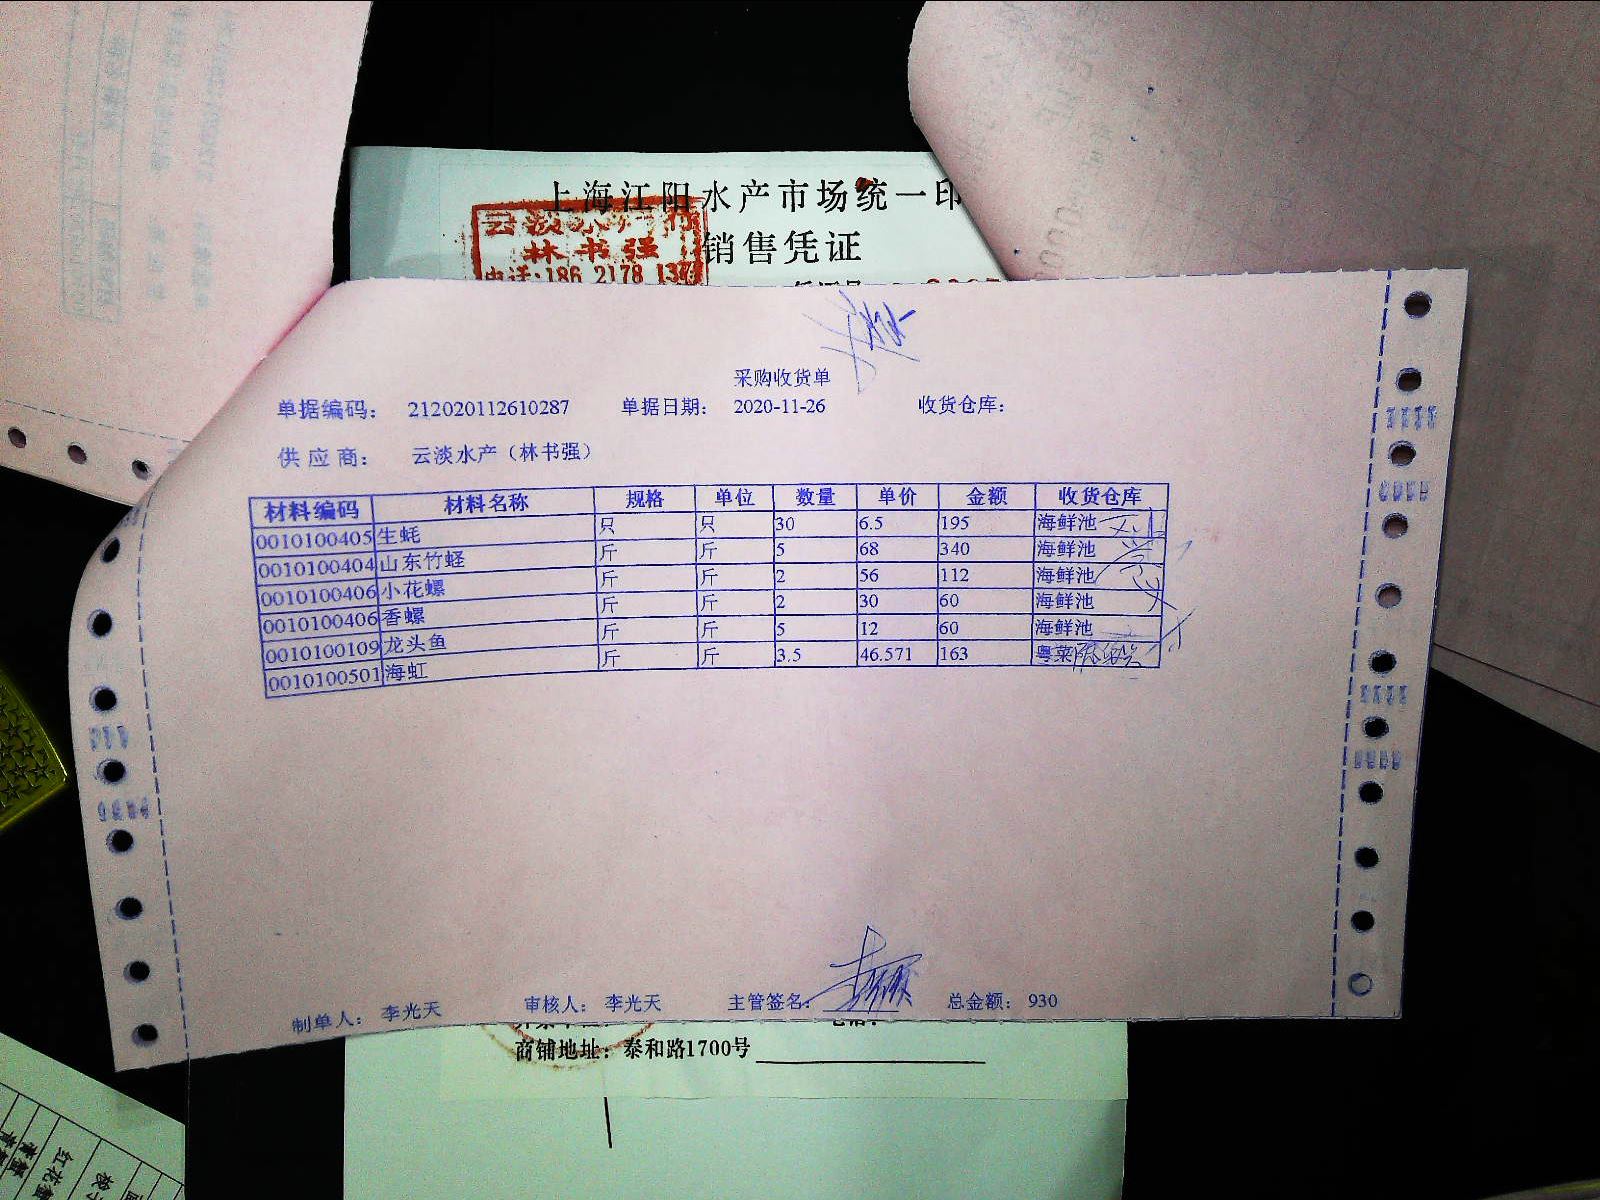 上海江阳水产市场统一印
云淡水产行
林书强
电话:186 2178 137
销售凭证
采购收货单
单据编码: 212020112610287 单据日期: 2020-11-26 收货仓库:
供应商: 云淡水产（林书强）
材料编码 材料名称 规格 单位 数量 单价 金额 收货仓库
0010100405 生蚝 只 只 30 6.5 195 海鲜池
0010100404 山东竹蛏 斤 斤 5 68 340 海鲜池
0010100406 小花螺 斤 斤 2 56 112 海鲜池
0010100406 香螺 斤 斤 2 30 60 海鲜池
0010100109 龙头鱼 斤 斤 5 12 60 海鲜池
0010100501 海虹 斤 斤 3.5 46.571 163 粤菜
制单人: 李光天 审核人: 李光天 主管签名: 总金额: 930
商铺地址: 泰和路1700号